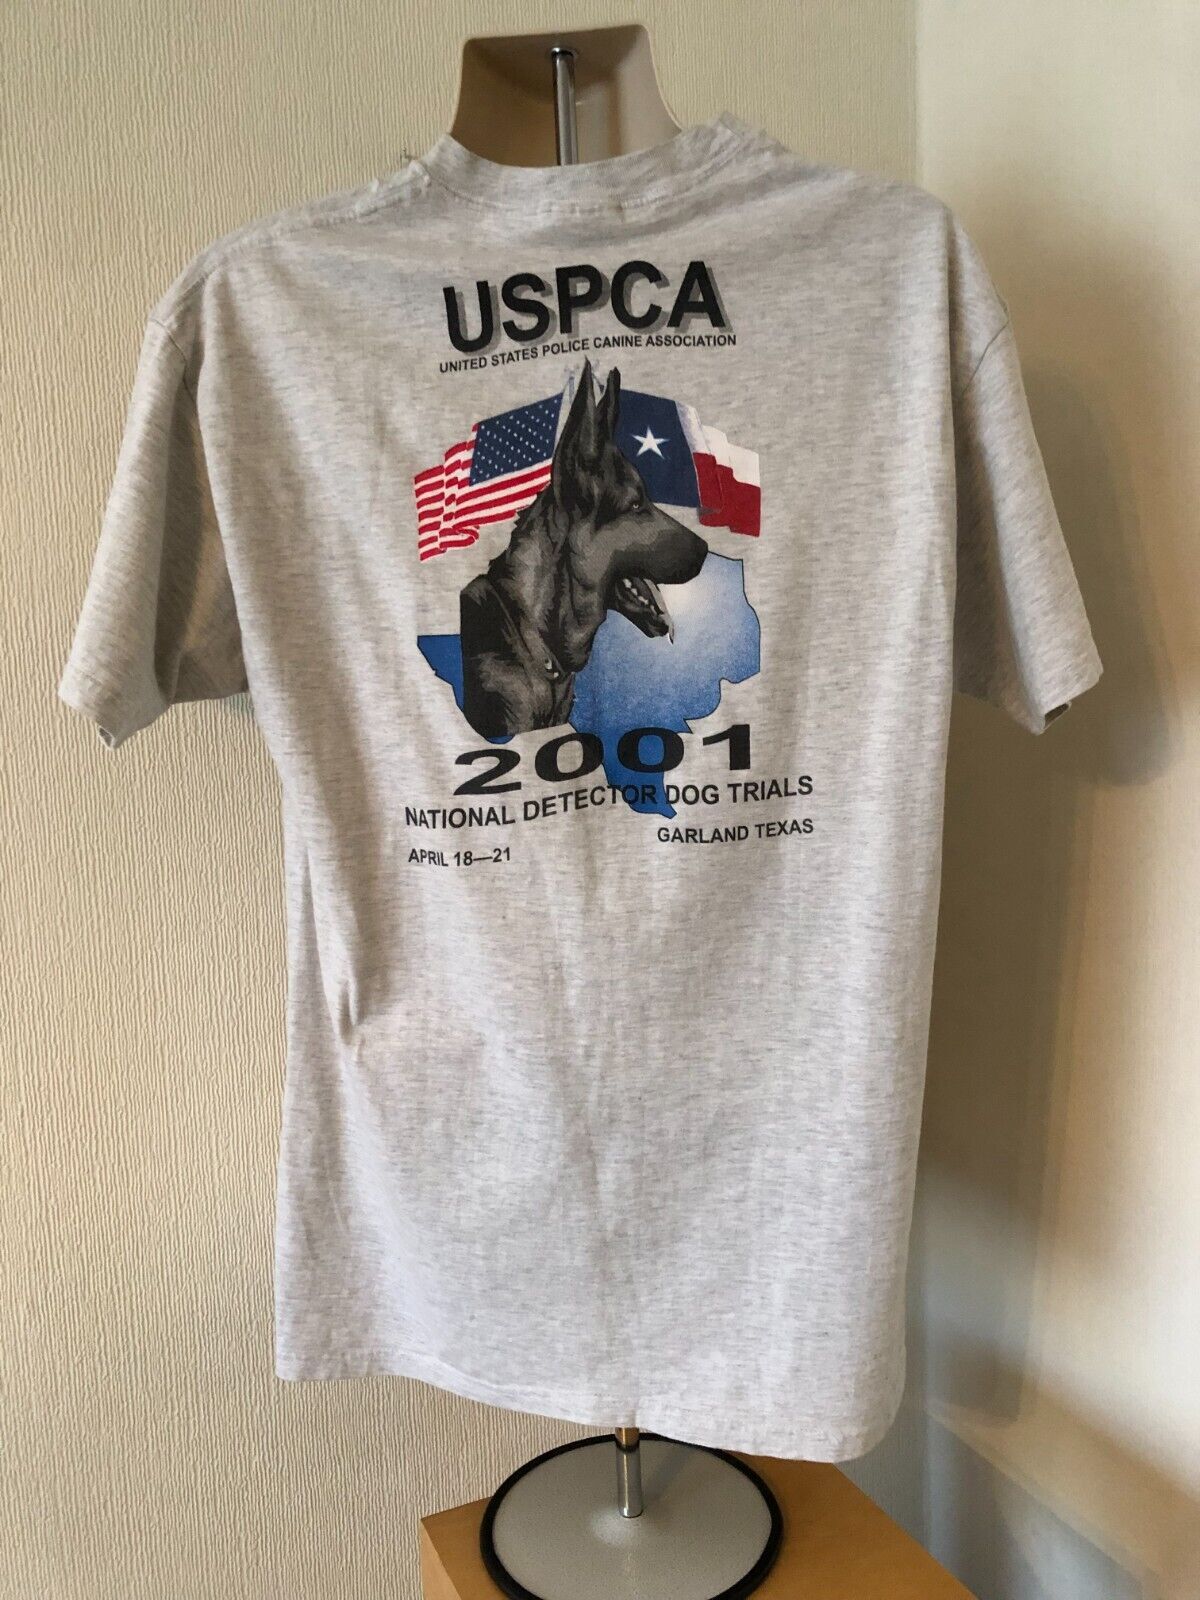 USPCA
UNITED STATES POLICE CANINE ASSOCIATION
2001
NATIONAL DETECTOR DOG TRIALS
GARLAND TEXAS
APRIL 18—21